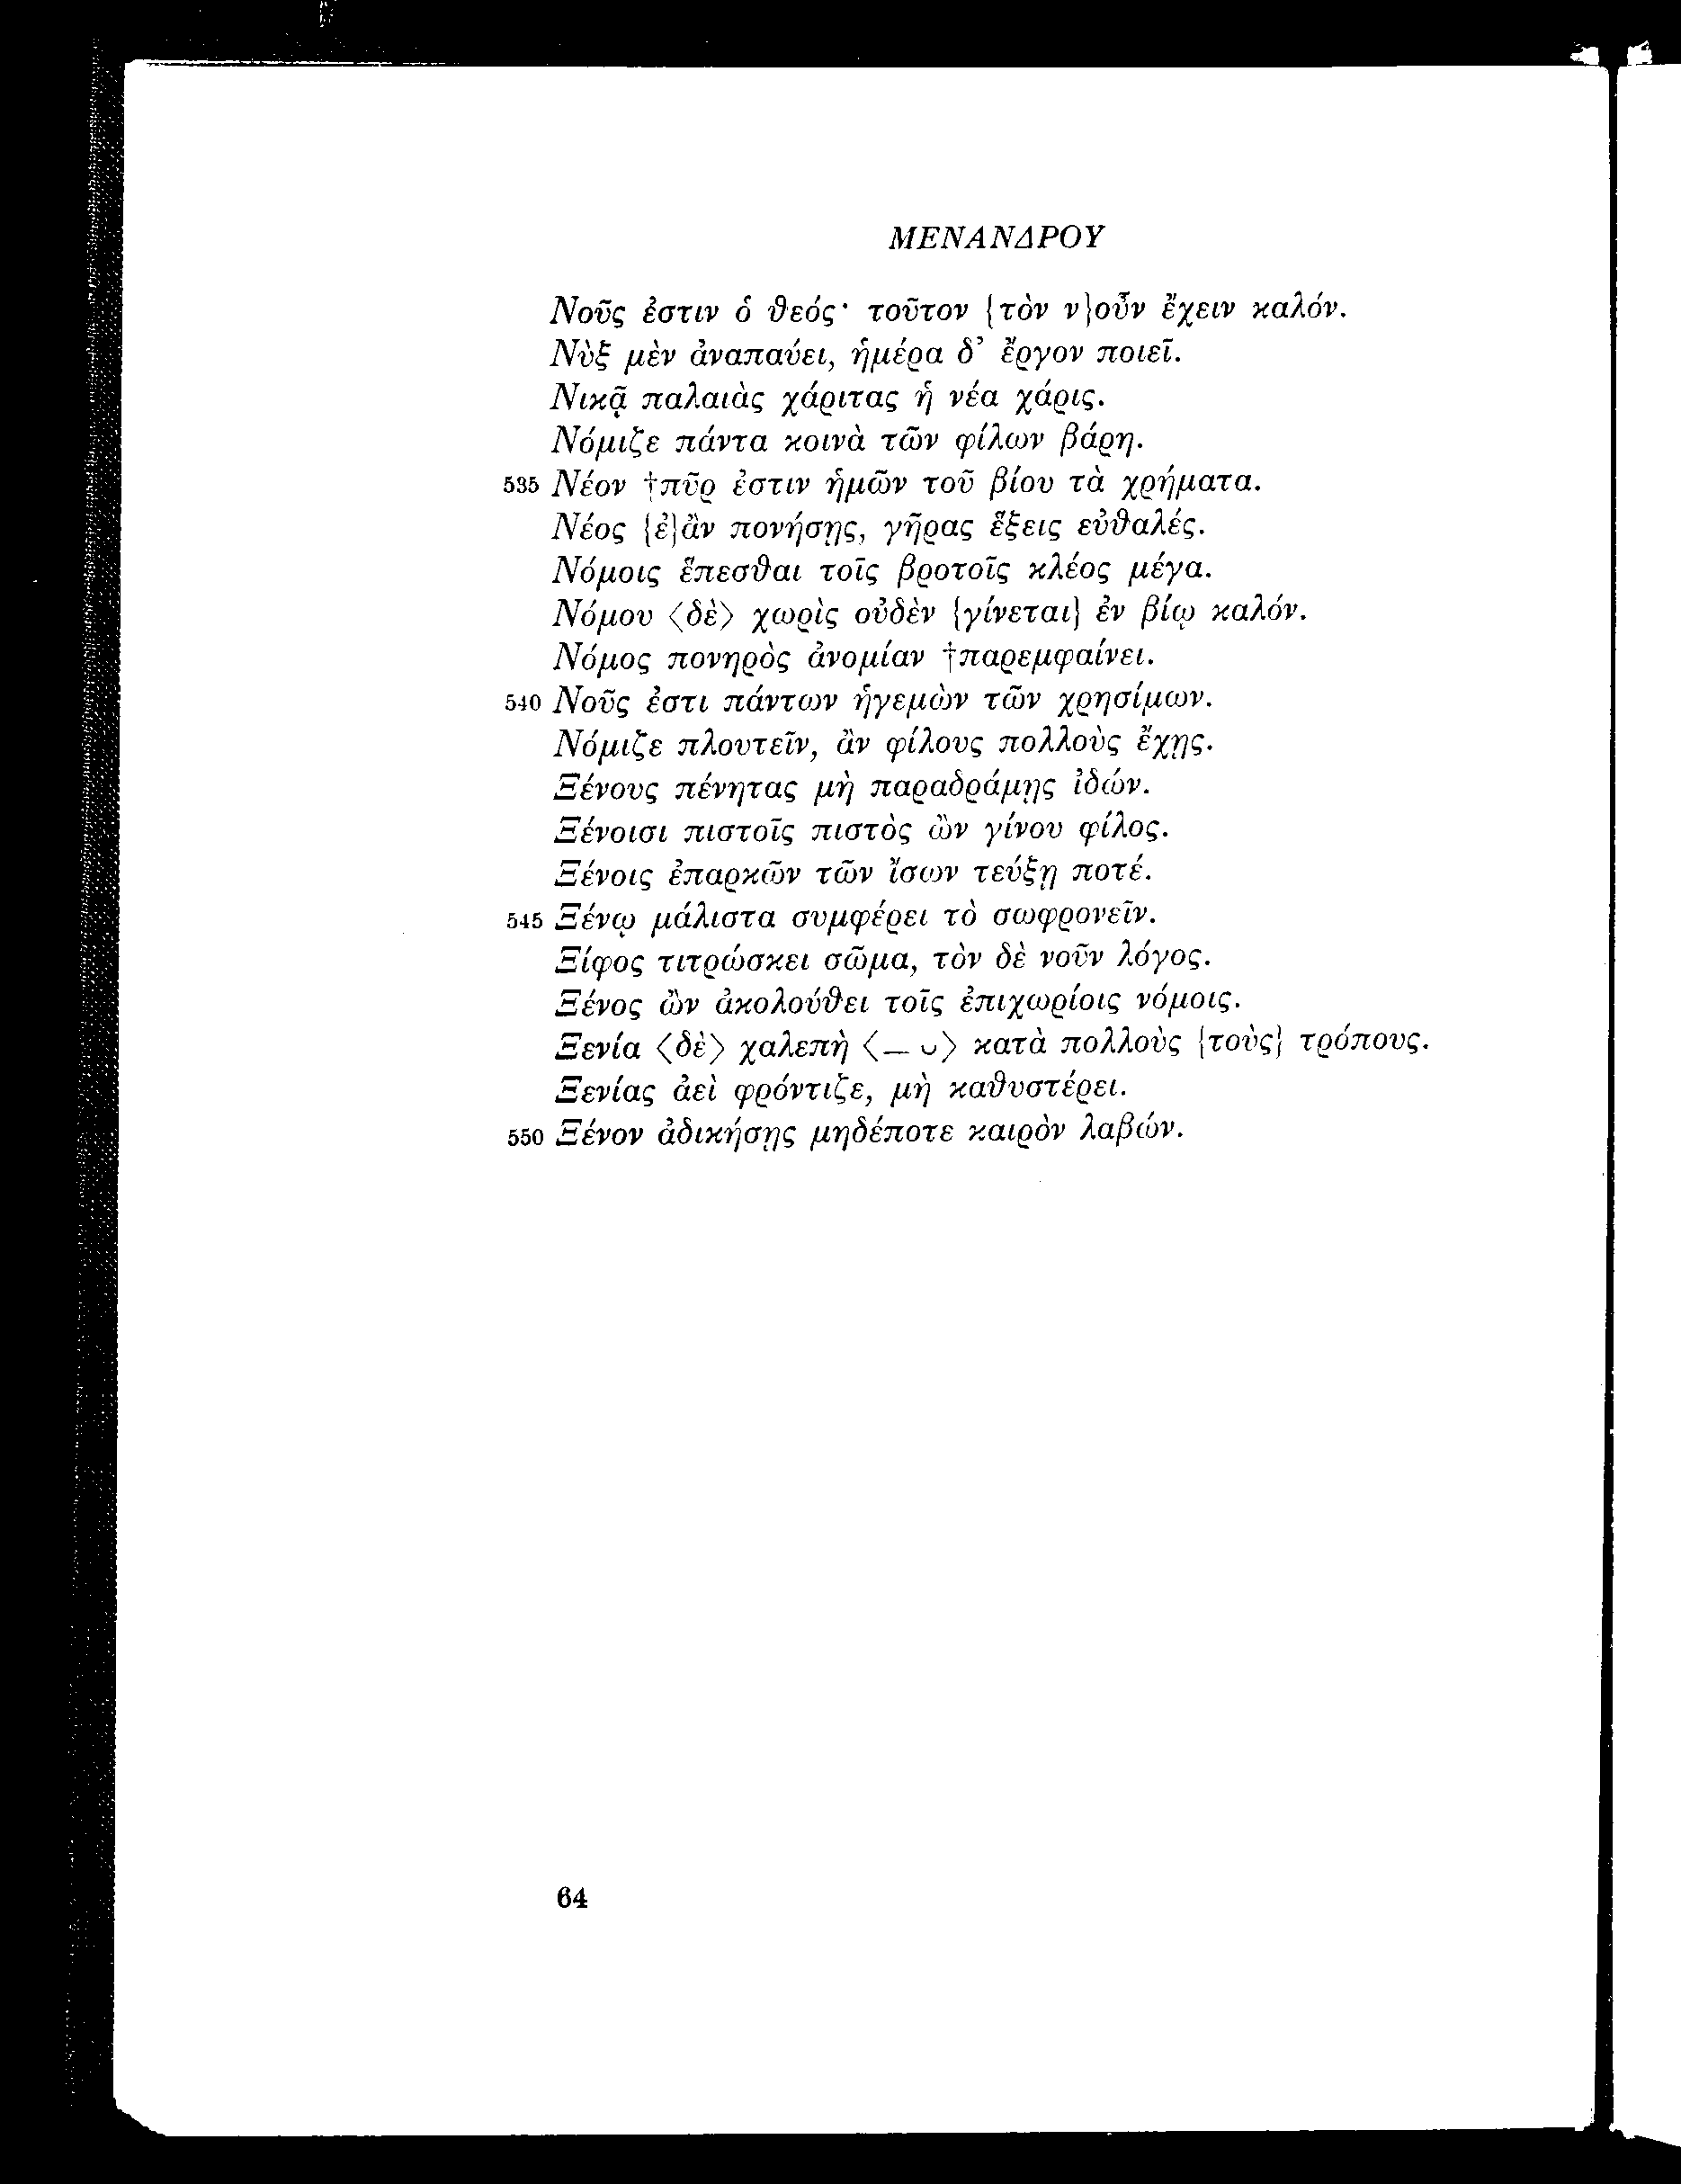 ΜΕΝΑΝΔΡΟΥ
Νοῦς ἐστιν ὁ θεός· τοῦτον {τὸν ν}οὖν ἔχειν καλόν.
Νὺξ μὲν ἀναπαύει, ἡμέρα δ’ ἔργον ποιεῖ.
Νικᾷ παλαιὰς χάριτας ἡ νέα χάρις.
Νόμιζε πάντα κοινὰ τῶν φίλων βάρη.
535 Νέον †πῦρ ἐστιν ἡμῶν τοῦ βίου τὰ χρήματα.
Νέος {ἐ}ἂν πονήσῃς, γῆρας ἕξεις εὐθαλές.
Νόμοις ἕπεσθαι τοῖς βροτοῖς κλέος μέγα.
Νόμου 〈δὲ〉 χωρὶς οὐδὲν {γίνεται} ἐν βίῳ καλόν.
Νόμος πονηρὸς ἀνομίαν †παρεμφαίνει.
540 Νοῦς ἐστι πάντων ἡγεμὼν τῶν χρησίμων.
Νόμιζε πλουτεῖν, ἂν φίλους πολλοὺς ἔχῃς.
Ξένους πένητας μὴ παραδράμῃς ἰδών.
Ξένοισι πιστοῖς πιστὸς ὢν γίνου φίλος.
Ξένοις ἐπαρκῶν τῶν ἴσων τεύξῃ ποτέ.
545 Ξένῳ μάλιστα συμφέρει τὸ σωφρονεῖν.
Ξίφος τιτρώσκει σῶμα, τὸν δὲ νοῦν λόγος.
Ξένος ὢν ἀκολούθει τοῖς ἐπιχωρίοις νόμοις.
Ξενία 〈δὲ〉 χαλεπὴ 〈– ⏑〉 κατὰ πολλοὺς {τοὺς} τρόπους.
Ξενίας ἀεὶ φρόντιζε, μὴ καθυστέρει.
550 Ξένον ἀδικήσῃς μηδέποτε καιρὸν λαβών.
64